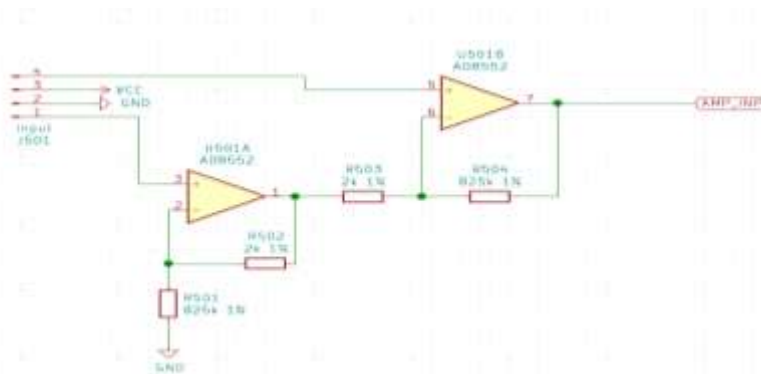 U501B
AD8552
4
3
VCC
2
GND
1
Input
J501
5
6
7
AMP_INP
U501A
AD8552
3
2
1
R503
2k 1%
R504
825k 1%
R502
2k 1%
R501
825k 1%
GND